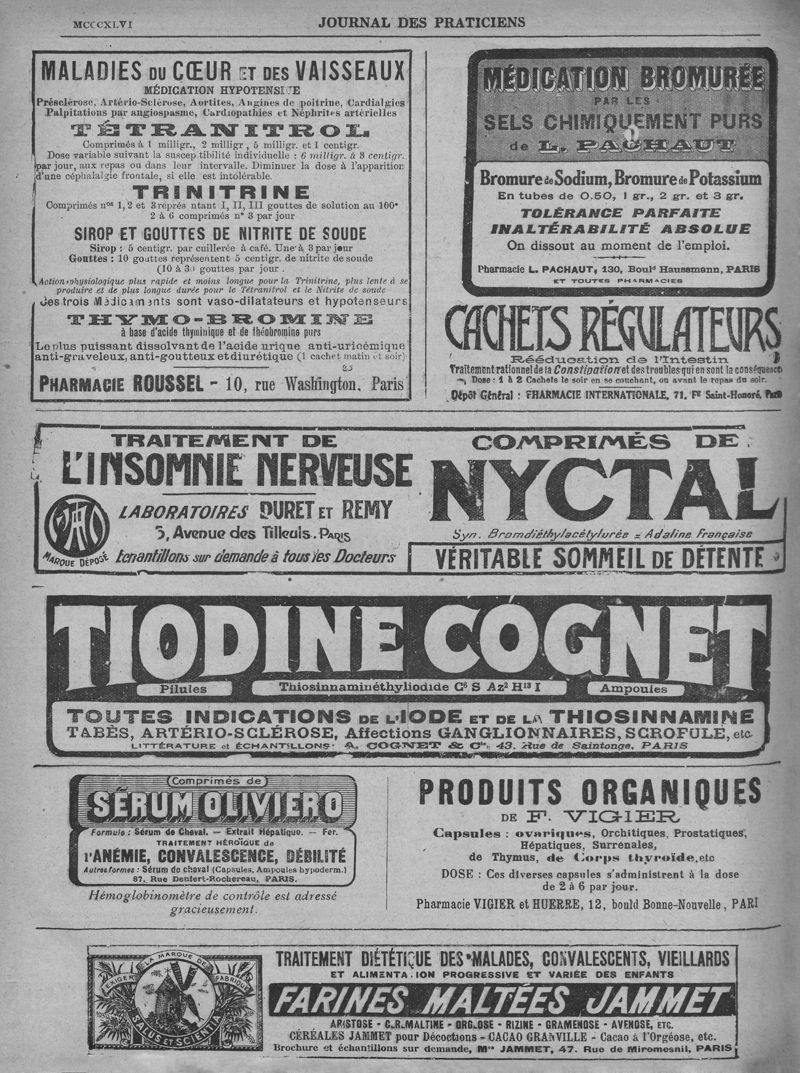 MCCCXLVI
JOURNAL DES PRATICIENS
MALADIES DU CŒUR ET DES VAISSEAUX
MÉDICATION HYPOTENSIVE
Présclérose, Artério-Sclérose, Aortites, Angines de poitrine, Cardialgies
Palpitations par angiospasme, Cardiopathies et Néphrites artérielles
TÉTRANITROL
Comprimés à 1 milligr., 2 milligr, 5 milligr. et 1 centigr.
Dose variable suivant la susceptibilité individuelle : 6 milligr. à 3 centigr.
par jour, aux repas ou dans leur intervalle. Diminuer la dose à l'apparition
d'une céphalalgie frontale, si elle est intolérable.
TRINITRINE
Comprimés nos 1, 2 et 3 représentant I, II, III gouttes de solution au 100e
2 à 6 comprimés n° 3 par jour
SIROP ET GOUTTES DE NITRITE DE SOUDE
Sirop : 5 centigr. par cuillerée à café. Une à 3 par jour
Gouttes : 10 gouttes représentent 5 centigr. de nitrite de soude
(10 à 30 gouttes par jour.
Action physiologique plus rapide et moins longue pour la Trinitrine, plus lente à se
produire et de plus longue durée pour le Tétranitrol et le Nitrite de soude
Les trois Médicaments sont vaso-dilatateurs et hypotenseurs
THYMO-BROMINE
à base d'acide thyminique et de théobromine purs
Le plus puissant dissolvant de l'acide urique anti-uricémique
anti-graveleux, anti-goutteux et diurétique (1 cachet matin et soir)
PHARMACIE ROUSSEL - 10, rue Washington, Paris
MÉDICATION BROMURÉE
PAR LES
SELS CHIMIQUEMENT PURS
de L. PACHAUT
Bromure de Sodium, Bromure de Potassium
En tubes de 0.50, 1 gr., 2 gr. et 3 gr.
TOLÉRANCE PARFAITE
INALTÉRABILITÉ ABSOLUE
On dissout au moment de l'emploi.
Pharmacie L. PACHAUT, 130, Bould Haussmann, PARIS
ET TOUTES PHARMACIES
CACHETS RÉGULATEURS
Rééducation de l'Intestin
Traitement rationnel de la Constipation et des troubles qui en sont la conséquence
Dose : 1 à 2 Cachets le soir en se couchant, ou avant le repas du soir.
Dépôt Général : PHARMACIE INTERNATIONALE, 71, Fg Saint-Honoré, Paris
TRAITEMENT DE
L'INSOMNIE NERVEUSE
LABORATOIRES DURET ET REMY
5, Avenue des Tilleuls. PARIS
MARQUE DÉPOSÉ
Echantillons sur demande à tous les Docteurs
COMPRIMÉS DE
NYCTAL
Syn. Bromdiéthylacétylurée = Adaline Française
VÉRITABLE SOMMEIL DE DÉTENTE
TIODINE COGNET
Pilules
Thiosinnaminéthyliodide C6 S Az2 H13 I
Ampoules
TOUTES INDICATIONS DE L'IODE ET DE LA THIOSINNAMINE
TABÈS, ARTÉRIO-SCLÉROSE, Affections GANGLIONNAIRES, SCROFULE, etc.
LITTÉRATURE et ÉCHANTILLONS: A. COGNET & Cie, 43, Rue de Saintonge, PARIS
(Comprimés de)
SÉRUM OLIVIERO
Formule : Sérum de Cheval. — Extrait Hépatique. — Fer.
TRAITEMENT HÉROÏQUE de
l'ANÉMIE, CONVALESCENCE, DÉBILITÉ
Autres formes : Sérum de cheval (Capsules, Ampoules hypoderm.)
87, Rue Denfert-Rochereau, PARIS.
Hémoglobinomètre de contrôle est adressé
gracieusement.
PRODUITS ORGANIQUES
DE F. VIGIER
Capsules : ovariques, Orchitiques, Prostatiques,
Hépatiques, Surrénales,
de Thymus, de Corps thyroïde, etc
DOSE : Ces diverses capsules s'administrent à la dose
de 2 à 6 par jour.
Pharmacie VIGIER et HUERRE, 12, bould Bonne-Nouvelle, PARI
EXIGER LA MARQUE DE FABRIQUE
SALUS ET SCIENTIA
TRAITEMENT DIÉTÉTIQUE DES MALADES, CONVALESCENTS, VIEILLARDS
ET ALIMENTATION PROGRESSIVE ET VARIÉE DES ENFANTS
FARINES MALTÉES JAMMET
ARISTOSE - C.R.MALTINE - ORGEOSE - RIZINE - GRAMENOSE - AVENOSE, ETC.
CÉRÉALES JAMMET pour Décoctions - CACAO GRANVILLE - Cacao à l'Orgéose, etc.
Brochure et échantillons sur demande, Mon JAMMET, 47, Rue de Miromesnil, PARIS